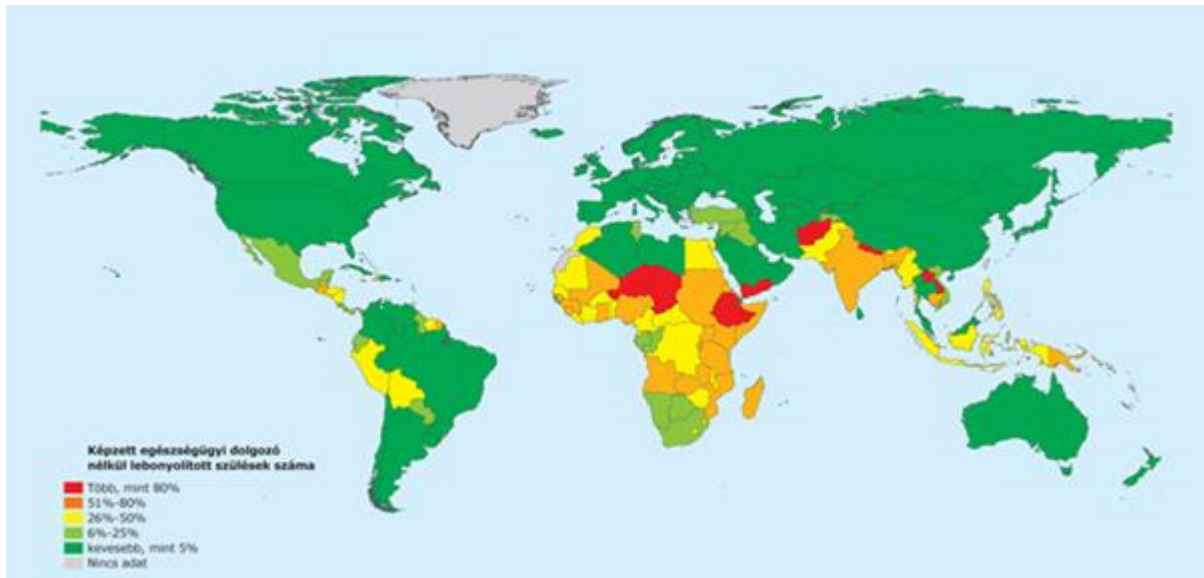 Képzett egészségügyi dolgozó
nélkül lebonyolított szülések száma
Több, mint 80%
51%-80%
26%-50%
6%-25%
kevesebb, mint 5%
Nincs adat